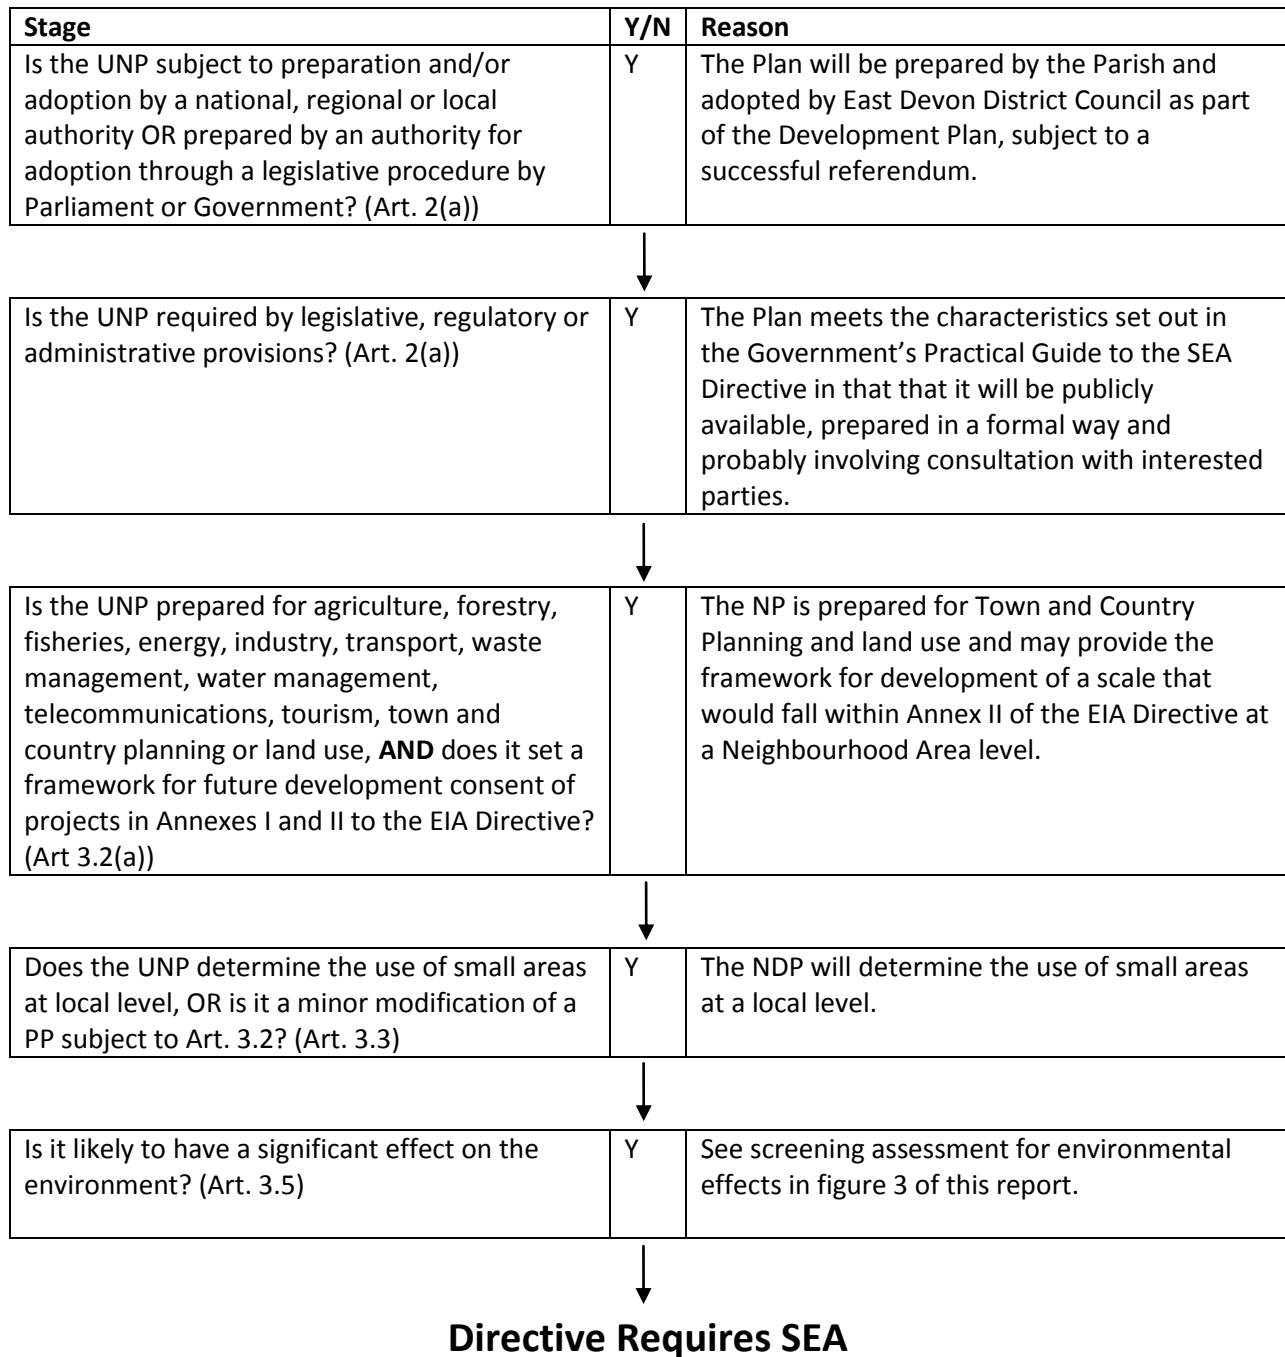 Stage Y/N Reason
Is the UNP subject to preparation and/or
adoption by a national, regional or local
authority OR prepared by an authority for
adoption through a legislative procedure by
Parliament or Government? (Art. 2(a))
Y
The Plan will be prepared by the Parish and
adopted by East Devon District Council as part
of the Development Plan, subject to a
successful referendum.
Is the UNP required by legislative, regulatory or
administrative provisions? (Art. 2(a))
Y
The Plan meets the characteristics set out in
the Government’s Practical Guide to the SEA
Directive in that that it will be publicly
available, prepared in a formal way and
probably involving consultation with interested
parties.
Is the UNP prepared for agriculture, forestry,
fisheries, energy, industry, transport, waste
management, water management,
telecommunications, tourism, town and
country planning or land use, AND does it set a
framework for future development consent of
projects in Annexes I and II to the EIA Directive?
(Art 3.2(a))
Y
The NP is prepared for Town and Country
Planning and land use and may provide the
framework for development of a scale that
would fall within Annex II of the EIA Directive at
a Neighbourhood Area level.
Does the UNP determine the use of small areas
at local level, OR is it a minor modification of a
PP subject to Art. 3.2? (Art. 3.3)
Y
The NDP will determine the use of small areas
at a local level.
Is it likely to have a significant effect on the
environment? (Art. 3.5)
Y
See screening assessment for environmental
effects in figure 3 of this report.
Directive Requires SEA